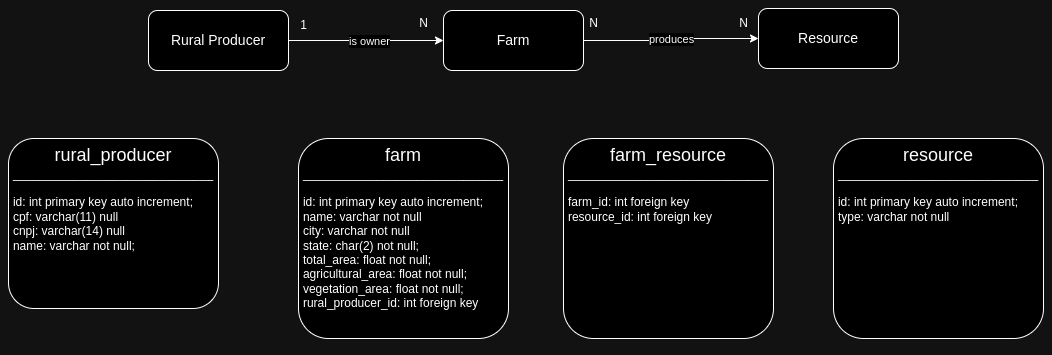 1
N
N
N
Rural Producer
is owner
Farm
produces
Resource
rural_producer
id: int primary key auto increment;
cpf: varchar(11) null
cnpj: varchar(14) null
name: varchar not null;
farm
id: int primary key auto increment;
name: varchar not null
city: varchar not null
state: char(2) not null;
total_area: float not null;
agricultural_area: float not null;
vegetation_area: float not null;
rural_producer_id: int foreign key
farm_resource
farm_id: int foreign key
resource_id: int foreign key
resource
id: int primary key auto increment;
type: varchar not null